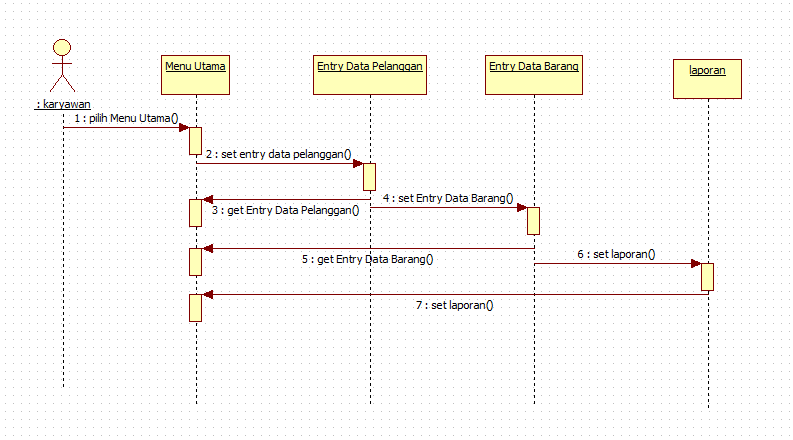 Menu Utama
Entry Data Pelanggan
Entry Data Barang
laporan
: karyawan
1 : pilih Menu Utama()
2 : set entry data pelanggan()
3 : get Entry Data Pelanggan()
4 : set Entry Data Barang()
5 : get Entry Data Barang()
6 : set laporan()
7 : set laporan()